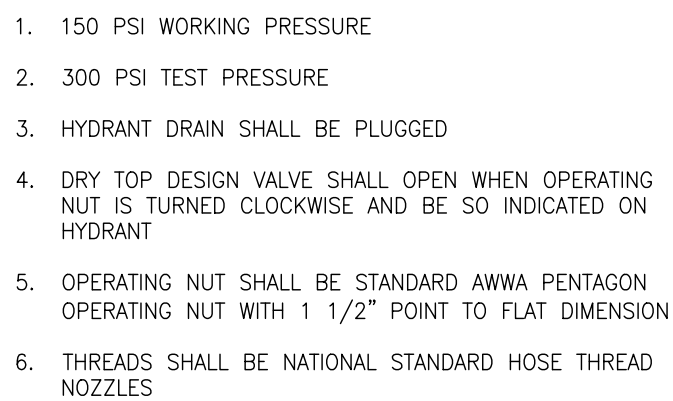 1. 150 PSI WORKING PRESSURE
2. 300 PSI TEST PRESSURE
3. HYDRANT DRAIN SHALL BE PLUGGED
4. DRY TOP DESIGN VALVE SHALL OPEN WHEN OPERATING
NUT IS TURNED CLOCKWISE AND BE SO INDICATED ON
HYDRANT
5. OPERATING NUT SHALL BE STANDARD AWWA PENTAGON
OPERATING NUT WITH 1 1/2” POINT TO FLAT DIMENSION
6. THREADS SHALL BE NATIONAL STANDARD HOSE THREAD
NOZZLES